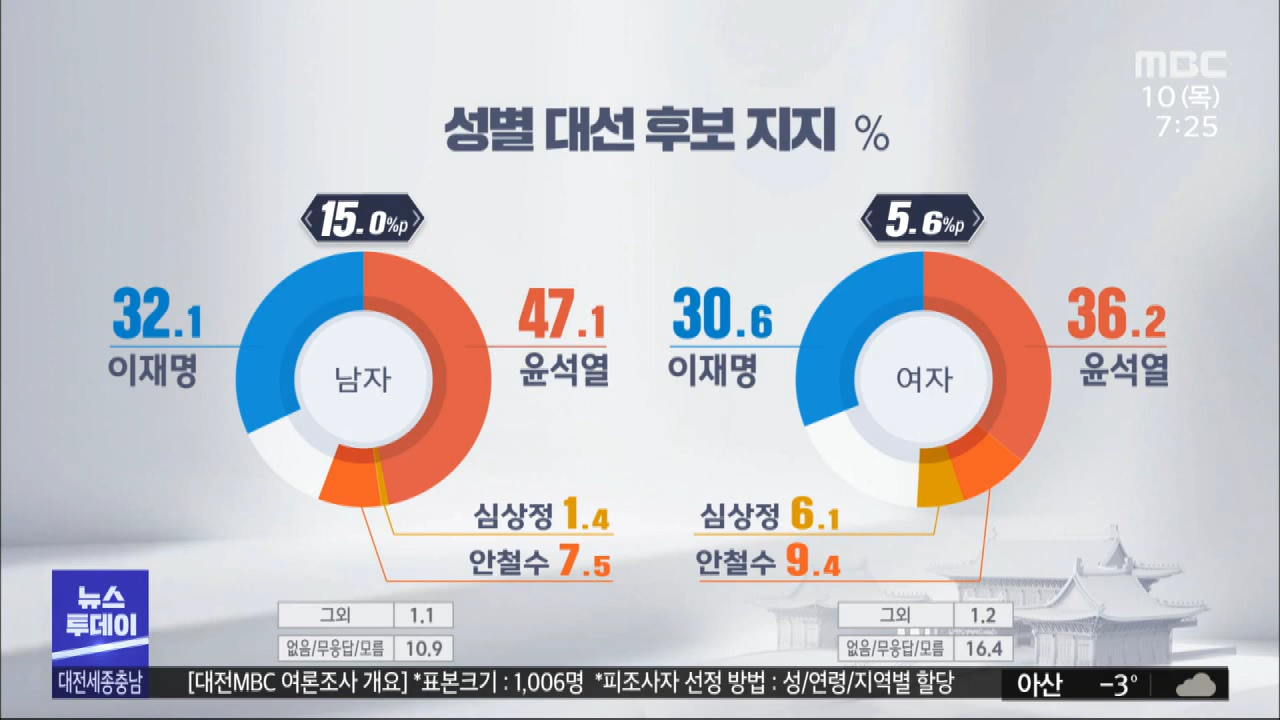 MBC
10 (목)
7:25
성별 대선 후보 지지 %
15.0%p
32.1
이재명
47.1
윤석열
남자
심상정 1.4
안철수 7.5
그외 1.1
없음/무응답/모름 10.9
5.6%p
30.6
이재명
36.2
윤석열
여자
심상정 6.1
안철수 9.4
그외 1.2
없음/무응답/모름 16.4
뉴스
투데이
대전세종충남
[대전MBC 여론조사 개요] *표본크기 : 1,006명 *피조사자 선정 방법 : 성/연령/지역별 할당
아산 -3°